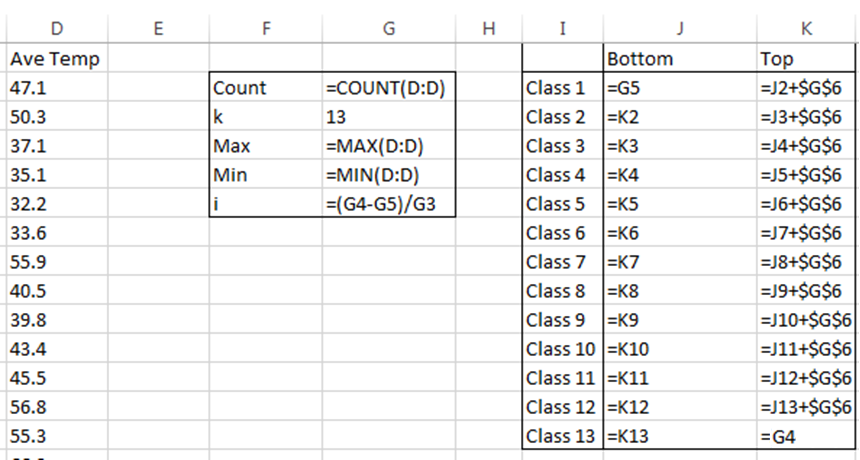 D E F G H I J K
Ave Temp Bottom Top
47.1 Count =COUNT(D:D) Class 1 =G5 =J2+$G$6
50.3 k 13 Class 2 =K2 =J3+$G$6
37.1 Max =MAX(D:D) Class 3 =K3 =J4+$G$6
35.1 Min =MIN(D:D) Class 4 =K4 =J5+$G$6
32.2 i =(G4-G5)/G3 Class 5 =K5 =J6+$G$6
33.6 Class 6 =K6 =J7+$G$6
55.9 Class 7 =K7 =J8+$G$6
40.5 Class 8 =K8 =J9+$G$6
39.8 Class 9 =K9 =J10+$G$6
43.4 Class 10 =K10 =J11+$G$6
45.5 Class 11 =K11 =J12+$G$6
56.8 Class 12 =K12 =J13+$G$6
55.3 Class 13 =K13 =G4